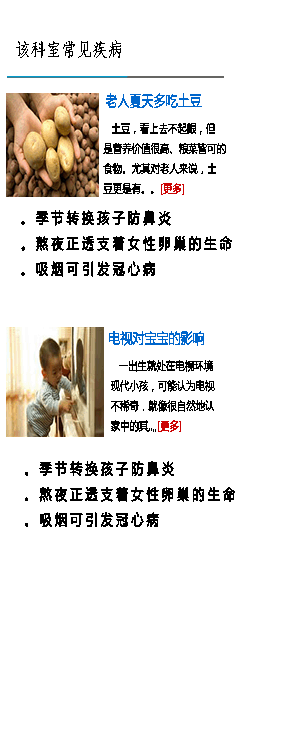 该科室常见疾病
老人夏天多吃土豆
土豆，看上去不起眼，但
是营养价值很高、粮菜皆可的
食物。尤其对老人来说，土
豆更是有。。[更多]
。季节转换孩子防鼻炎
。熬夜正透支着女性卵巢的生命
。吸烟可引发冠心病
电视对宝宝的影响
一出生就处在电视环境
现代小孩，可能认为电视
不稀奇，就像很自然地认
家中的其...[更多]
。季节转换孩子防鼻炎
。熬夜正透支着女性卵巢的生命
。吸烟可引发冠心病